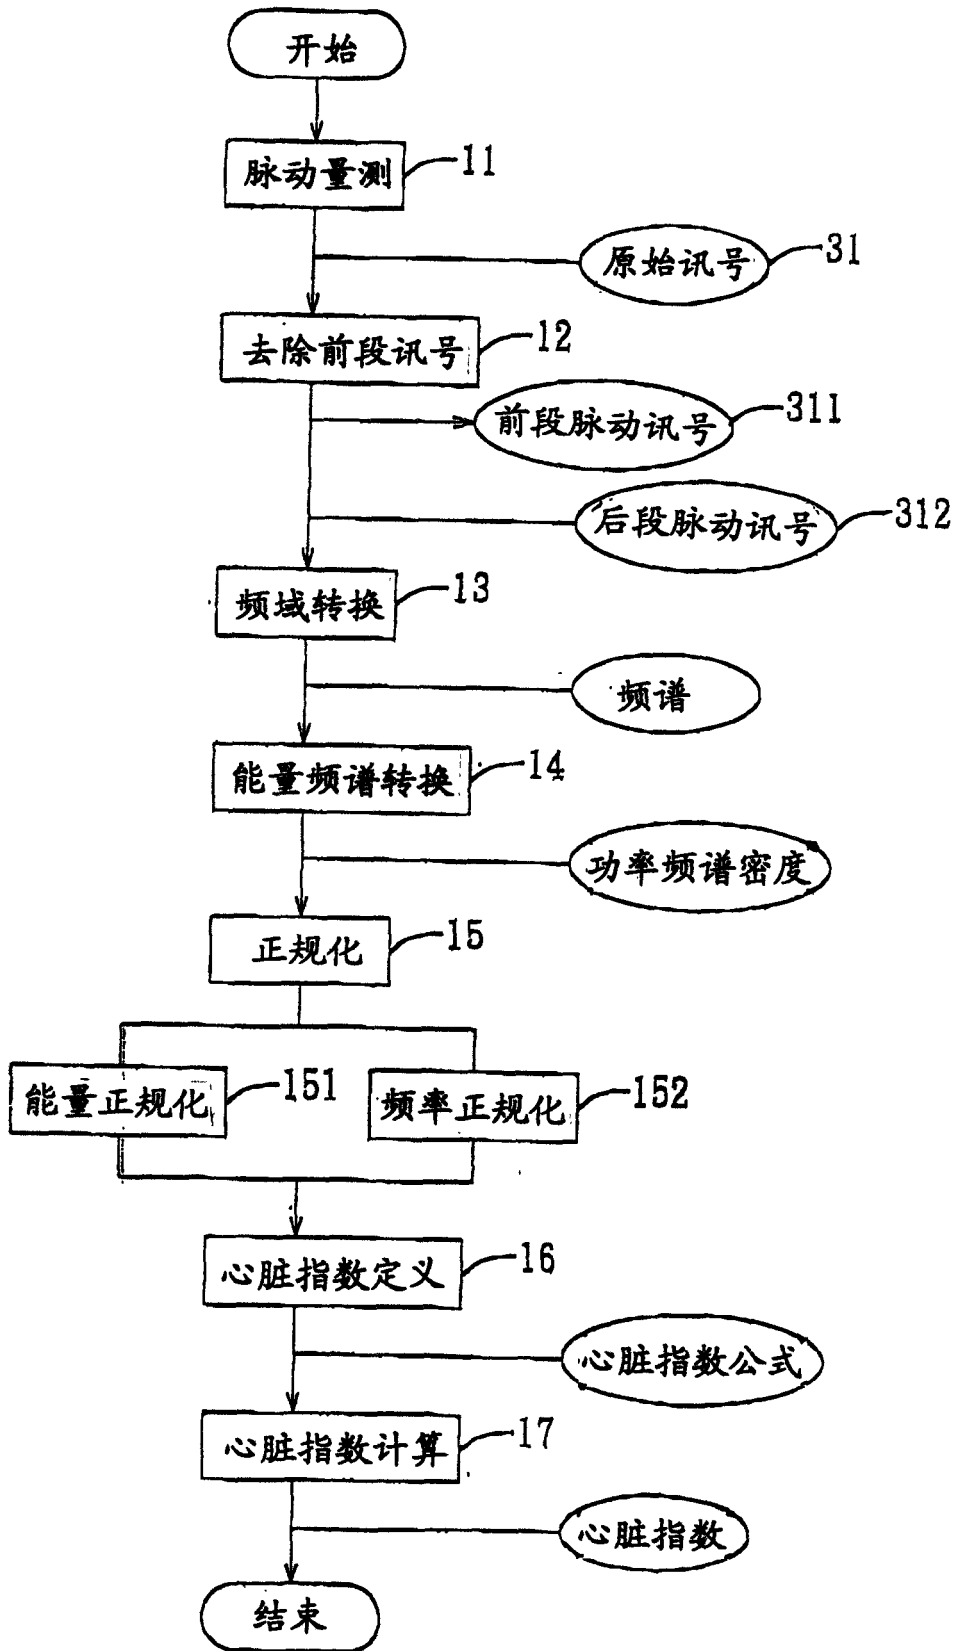 开始
脉动量测
11
原始讯号
31
去除前段讯号
12
前段脉动讯号
311
后段脉动讯号
312
频域转换
13
频谱
能量频谱转换
14
功率频谱密度
正规化
15
能量正规化
151
频率正规化
152
心脏指数定义
16
心脏指数公式
心脏指数计算
17
心脏指数
结束